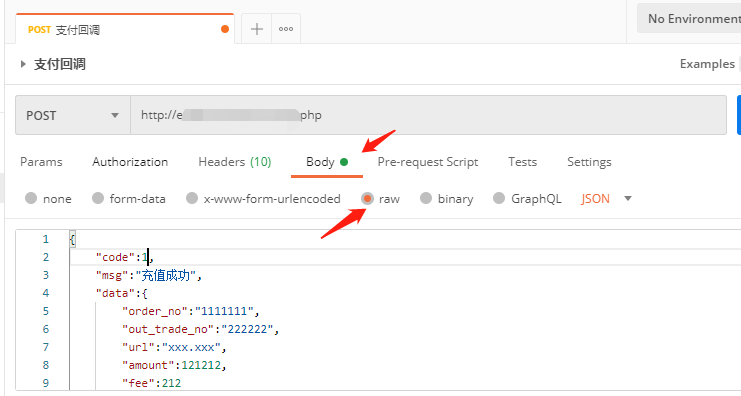 POST 支付回调
No Environment
支付回调
Examples
POST http://e php
Params Authorization Headers (10) Body Pre-request Script Tests Settings
none form-data x-www-form-urlencoded raw binary GraphQL JSON
1 {
2 "code":1,
3 "msg":"充值成功",
4 "data":{
5 "order_no":"1111111",
6 "out_trade_no":"222222",
7 "url":"xxx.xxx",
8 "amount":121212,
9 "fee":212